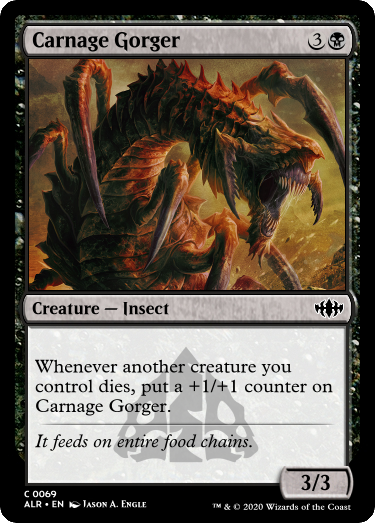 Carnage Gorger 3
Creature — Insect
Whenever another creature you
control dies, put a +1/+1 counter on
Carnage Gorger.
It feeds on entire food chains.
3/3
C 0069
ALR • EN Jason A. Engle
™ & © 2020 Wizards of the Coast